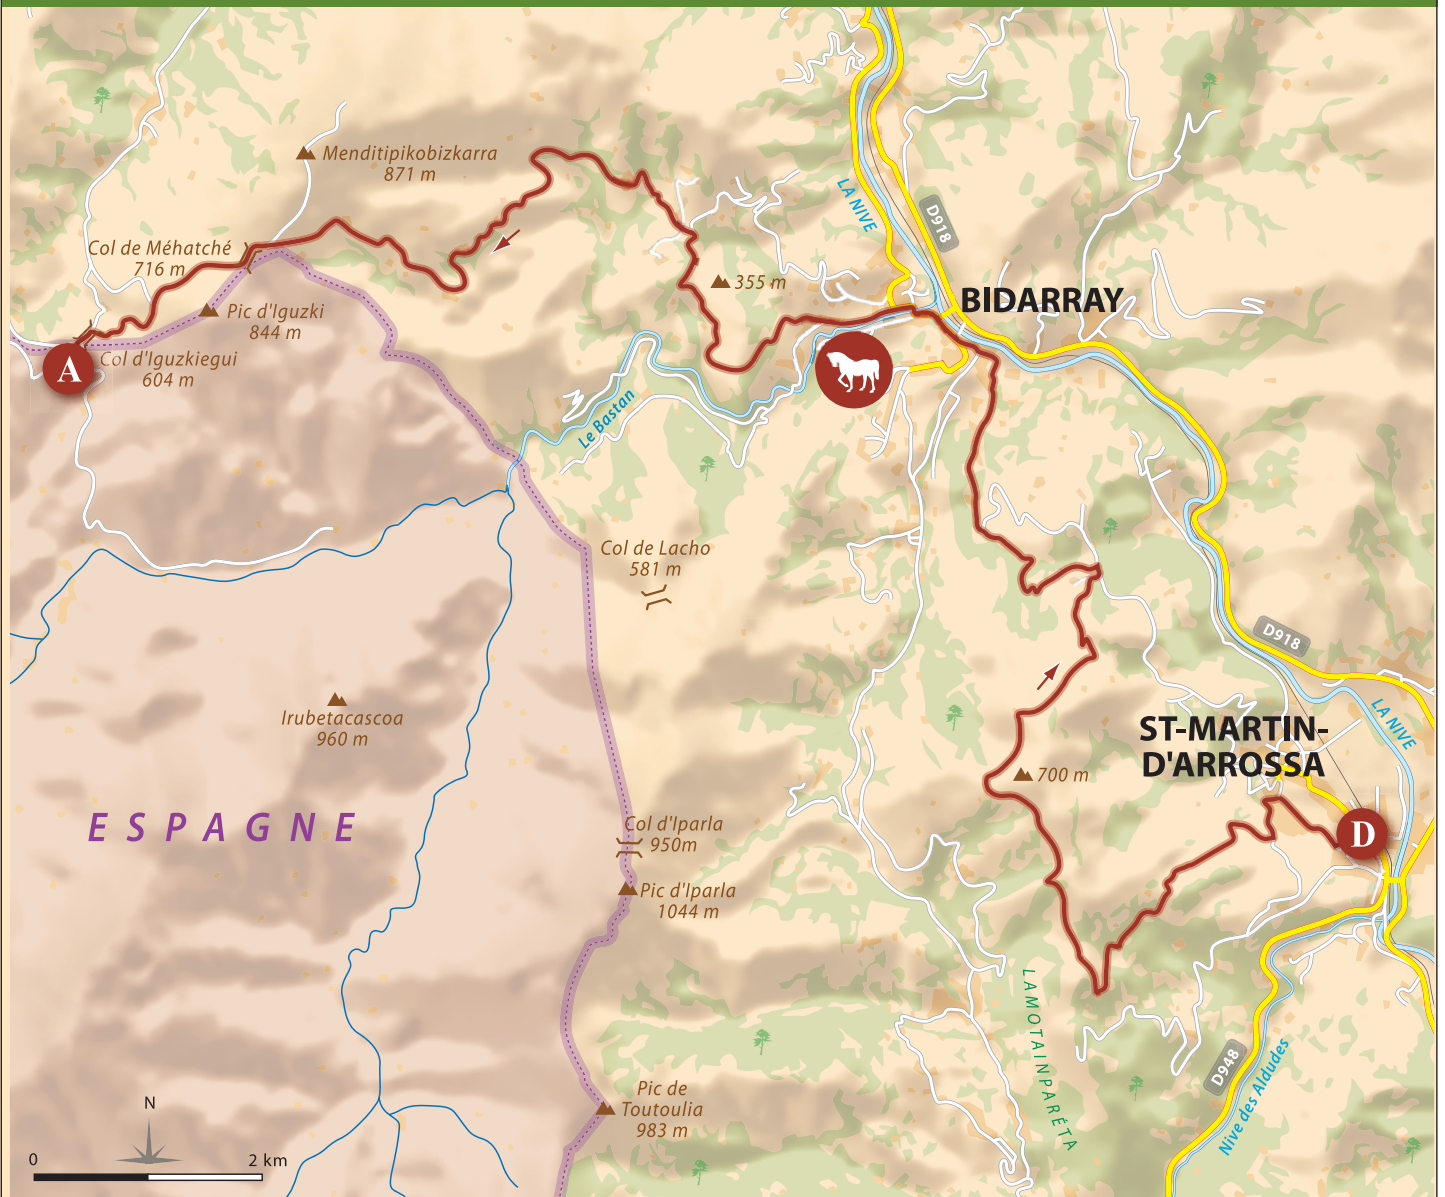 Menditipikobizkarra
871 m
LA NIVE
D918
Col de Méhatché
716 m
355 m
BIDARRAY
Pic d'Iguzki
844 m
A
Col d'Iguzkiegui
604 m
Le Bastan
Col de Lacho
581 m
D918
Irubetacascoa
960 m
LA NIVE
ST-MARTIN-
D'ARROSSA
700 m
ESPAGNE
Col d'Iparla
950m
D
Pic d'Iparla
1044 m
LAMOTAINPARÉTA
D948
Nive des Aldudes
Pic de
Toutoulia
983 m
N
0 2 km